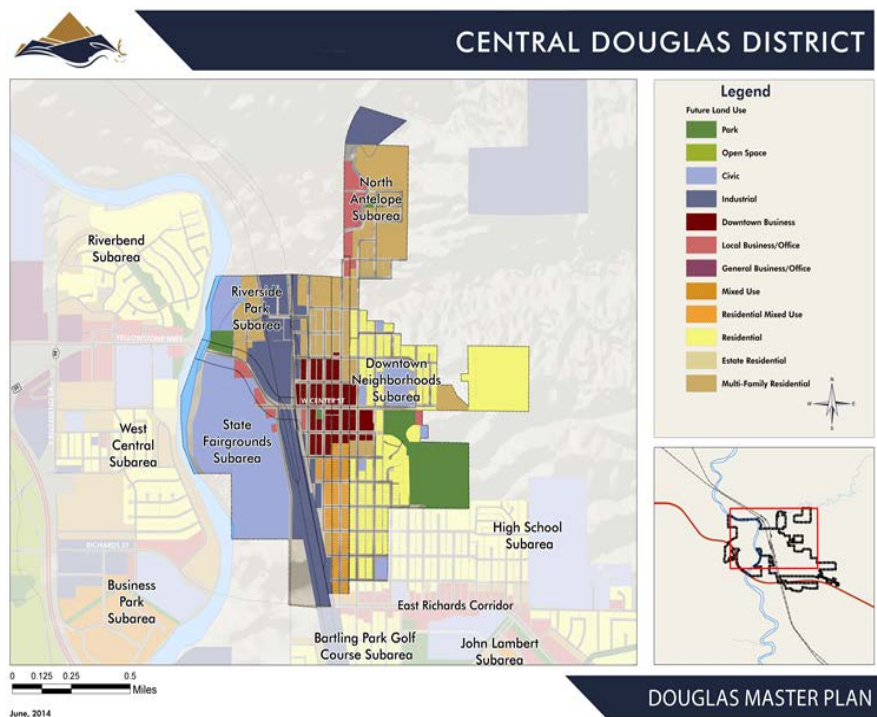 CENTRAL DOUGLAS DISTRICT
North
Antelope
Subarea
Riverbend
Subarea
Riverside
Park
Subarea
YELLOWSTONE HWY
Downtown
Neighborhoods
Subarea
W CENTER ST
West
Central
Subarea
State
Fairgrounds
Subarea
High School
Subarea
RICHARDS ST
Business
Park
Subarea
East Richards Corridor
Bartling Park Golf
Course Subarea
John Lambert
Subarea
Legend
Future Land Use
Park
Open Space
Civic
Industrial
Downtown Business
Local Business/Office
General Business/Office
Mixed Use
Residential Mixed Use
Residential
Estate Residential
Multi-Family Residential
N
W E
S
0 0.125 0.25 0.5
Miles
June, 2014
DOUGLAS MASTER PLAN